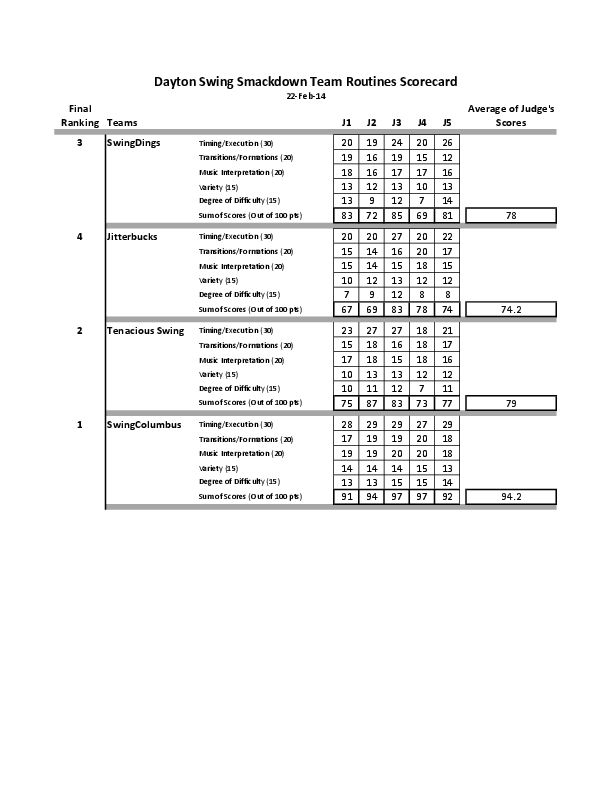 Dayton Swing Smackdown Team Routines Scorecard
22-Feb-14
Final Ranking Teams J1 J2 J3 J4 J5 Average of Judge's Scores
3 SwingDings Timing/Execution (30) 20 19 24 20 26
Transitions/Formations (20) 19 16 19 15 12
Music Interpretation (20) 18 16 17 17 16
Variety (15) 13 12 13 10 13
Degree of Difficulty (15) 13 9 12 7 14
Sum of Scores (Out of 100 pts) 83 72 85 69 81 78
4 Jitterbucks Timing/Execution (30) 20 20 27 20 22
Transitions/Formations (20) 15 14 16 20 17
Music Interpretation (20) 15 14 15 18 15
Variety (15) 10 12 13 12 12
Degree of Difficulty (15) 7 9 12 8 8
Sum of Scores (Out of 100 pts) 67 69 83 78 74 74.2
2 Tenacious Swing Timing/Execution (30) 23 27 27 18 21
Transitions/Formations (20) 15 18 16 18 17
Music Interpretation (20) 17 18 15 18 16
Variety (15) 10 13 13 12 12
Degree of Difficulty (15) 10 11 12 7 11
Sum of Scores (Out of 100 pts) 75 87 83 73 77 79
1 SwingColumbus Timing/Execution (30) 28 29 29 27 29
Transitions/Formations (20) 17 19 19 20 18
Music Interpretation (20) 19 19 20 20 18
Variety (15) 14 14 14 15 13
Degree of Difficulty (15) 13 13 15 15 14
Sum of Scores (Out of 100 pts) 91 94 97 97 92 94.2